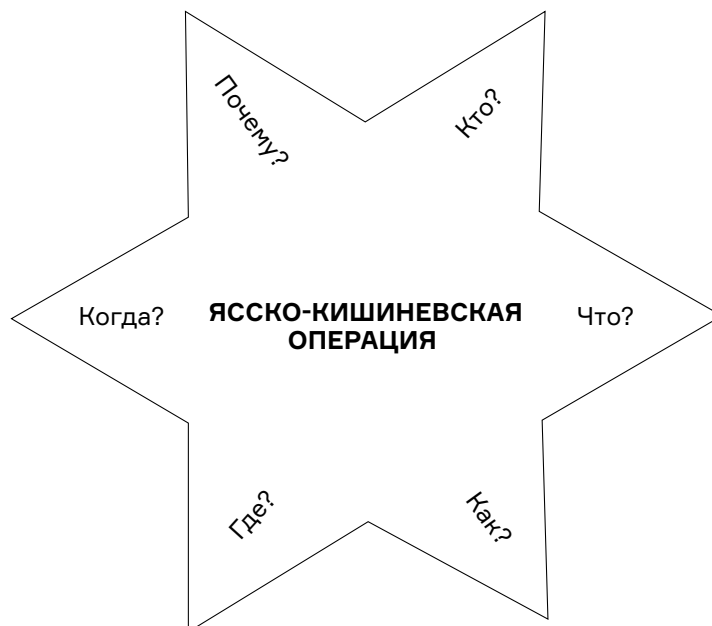 Почему?
Кто?
Когда?
ЯССКО-КИШИНЕВСКАЯ
ОПЕРАЦИЯ
Что?
Где?
Как?